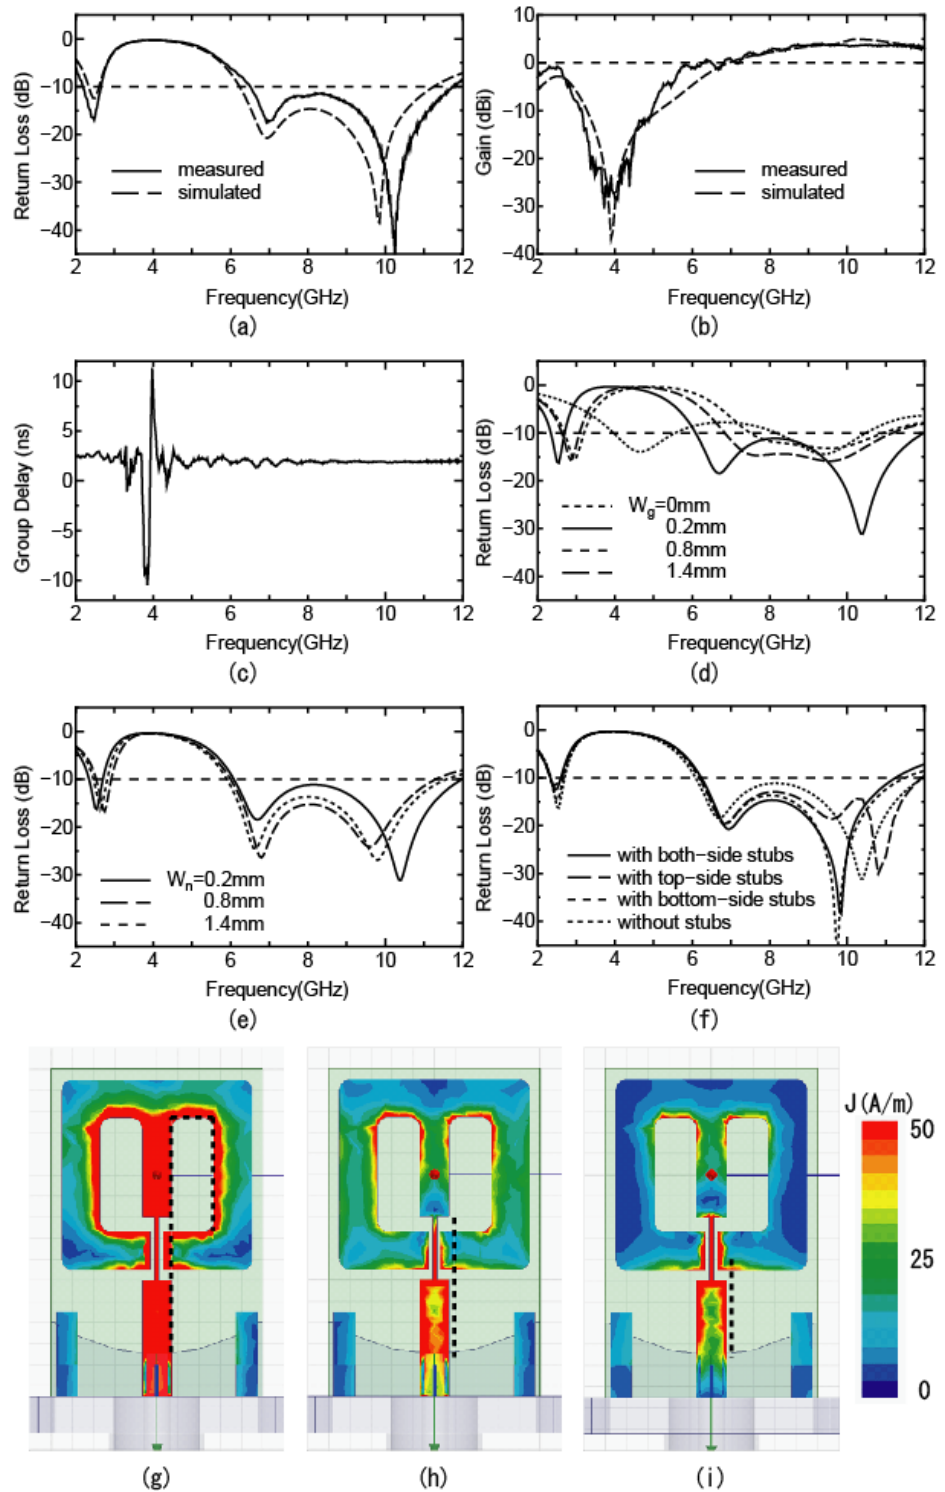 (a)
Return Loss (dB)
0
−10
−20
−30
−40
measured
simulated
2 4 6 8 10 12
Frequency(GHz)
(b)
Gain (dBi)
10
0
−10
−20
−30
−40
measured
simulated
2 4 6 8 10 12
Frequency(GHz)
(c)
Group Delay (ns)
10
5
0
−5
−10
2 4 6 8 10 12
Frequency(GHz)
(d)
Return Loss (dB)
0
−10
−20
−30
−40
Wg=0mm
0.2mm
0.8mm
1.4mm
2 4 6 8 10 12
Frequency(GHz)
(e)
Return Loss (dB)
0
−10
−20
−30
−40
Wn=0.2mm
0.8mm
1.4mm
2 4 6 8 10 12
Frequency(GHz)
(f)
Return Loss (dB)
0
−10
−20
−30
−40
with both−side stubs
with top−side stubs
with bottom−side stubs
without stubs
2 4 6 8 10 12
Frequency(GHz)
J(A/m)
50
25
0
(g)
(h)
(i)